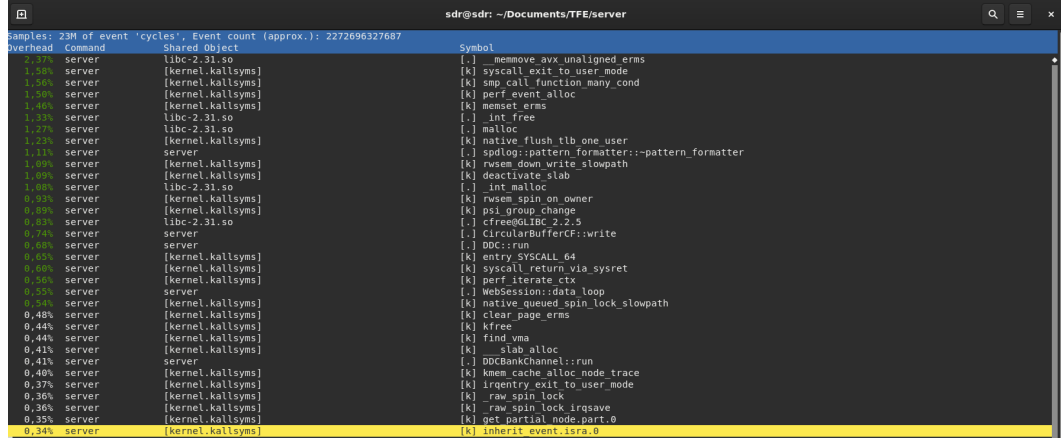 sdr@sdr: ~/Documents/TFE/server
Samples: 23M of event 'cycles', Event count (approx.): 2272696327687
Overhead Command Shared Object Symbol
2,37% server libc-2.31.so [.] __memmove_avx_unaligned_erms
1,58% server [kernel.kallsyms] [k] syscall_exit_to_user_mode
1,56% server [kernel.kallsyms] [k] smp_call_function_many_cond
1,50% server [kernel.kallsyms] [k] perf_event_alloc
1,46% server [kernel.kallsyms] [k] memset_erms
1,33% server libc-2.31.so [.] _int_free
1,27% server libc-2.31.so [.] malloc
1,23% server [kernel.kallsyms] [k] native_flush_tlb_one_user
1,11% server server [.] spdlog::pattern_formatter::~pattern_formatter
1,09% server [kernel.kallsyms] [k] rwsem_down_write_slowpath
1,09% server [kernel.kallsyms] [k] deactivate_slab
1,08% server libc-2.31.so [.] _int_malloc
0,93% server [kernel.kallsyms] [k] rwsem_spin_on_owner
0,89% server [kernel.kallsyms] [k] psi_group_change
0,83% server libc-2.31.so [.] cfree@GLIBC_2.2.5
0,74% server server [.] CircularBufferCF::write
0,68% server server [.] DDC::run
0,65% server [kernel.kallsyms] [k] entry_SYSCALL_64
0,60% server [kernel.kallsyms] [k] syscall_return_via_sysret
0,56% server [kernel.kallsyms] [k] perf_iterate_ctx
0,55% server server [.] WebSession::data_loop
0,54% server [kernel.kallsyms] [k] native_queued_spin_lock_slowpath
0,48% server [kernel.kallsyms] [k] clear_page_erms
0,44% server [kernel.kallsyms] [k] kfree
0,44% server [kernel.kallsyms] [k] find_vma
0,41% server [kernel.kallsyms] [k] ___slab_alloc
0,41% server server [.] DDCBankChannel::run
0,40% server [kernel.kallsyms] [k] kmem_cache_alloc_node_trace
0,37% server [kernel.kallsyms] [k] irqentry_exit_to_user_mode
0,36% server [kernel.kallsyms] [k] _raw_spin_lock
0,36% server [kernel.kallsyms] [k] _raw_spin_lock_irqsave
0,35% server [kernel.kallsyms] [k] get_partial_node.part.0
0,34% server [kernel.kallsyms] [k] inherit_event.isra.0